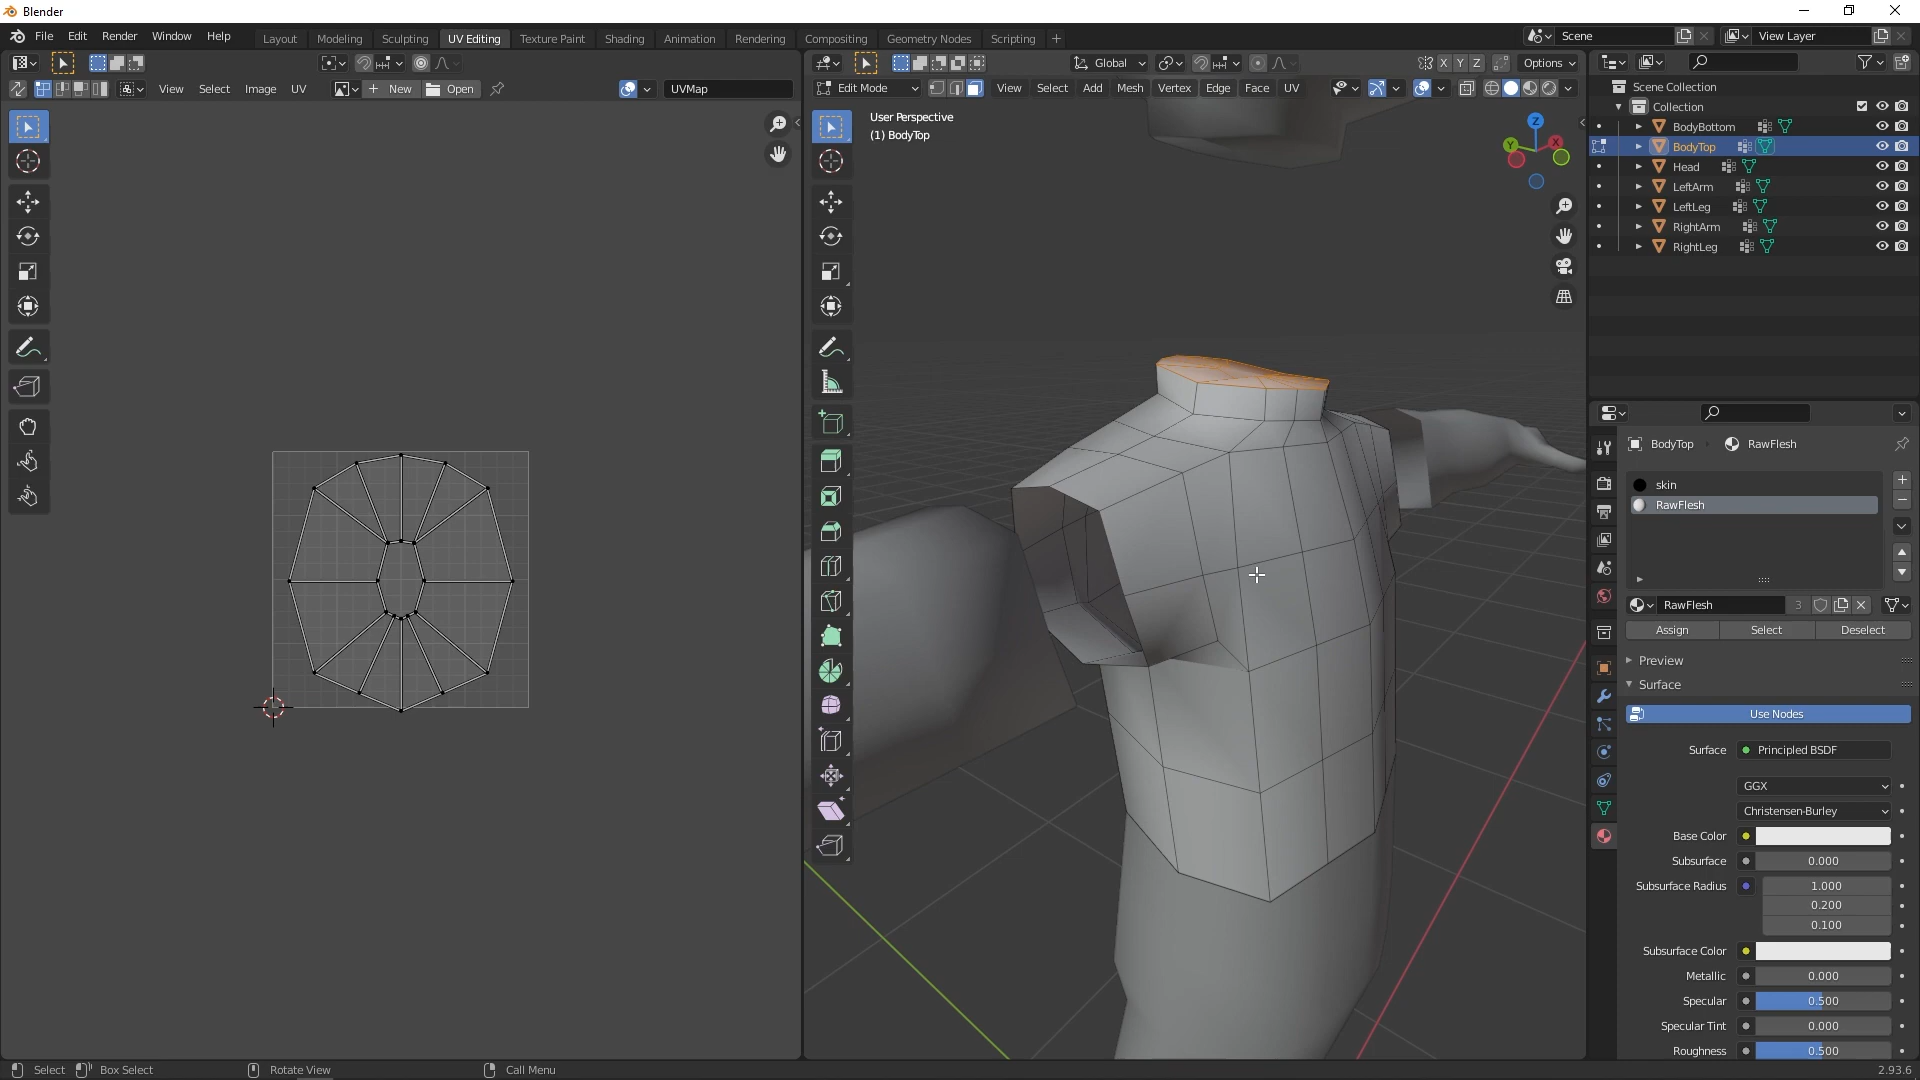 Blender
File Edit Render Window Help
Layout Modeling Sculpting UV Editing Texture Paint Shading Animation Rendering Compositing Geometry Nodes Scripting +
Scene
View Layer
Global
X Y Z
Options
View Select Image UV
+ New
Open
UVMap
Edit Mode
View Select Add Mesh Vertex Edge Face UV
User Perspective
(1) BodyTop
Z
X
Y
Scene Collection
Collection
BodyBottom
BodyTop
Head
LeftArm
LeftLeg
RightArm
RightLeg
BodyTop
RawFlesh
skin
RawFlesh
RawFlesh 3
Assign Select Deselect
Preview
Surface
Use Nodes
Surface Principled BSDF
GGX
Christensen-Burley
Base Color
Subsurface 0.000
Subsurface Radius 1.000
0.200
0.100
Subsurface Color
Metallic 0.000
Specular 0.500
Specular Tint 0.000
Roughness 0.500
Select Box Select Rotate View Call Menu
2.93.6